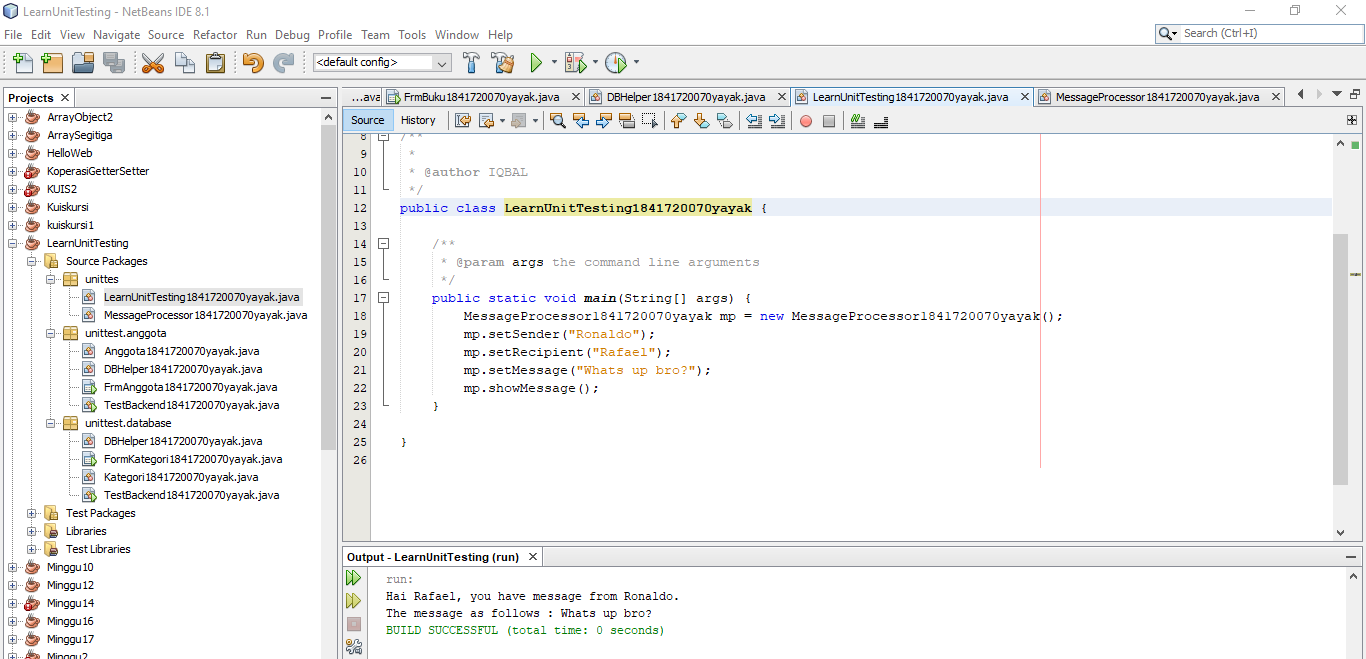 LearnUnitTesting - NetBeans IDE 8.1
File Edit View Navigate Source Refactor Run Debug Profile Team Tools Window Help
Search (Ctrl+I)
<default config>
Projects
ArrayObject2
ArraySegitiga
HelloWeb
KoperasiGetterSetter
KUIS2
Kuiskursi
kuiskursi1
LearnUnitTesting
Source Packages
unittes
LearnUnitTesting1841720070yayak.java
MessageProcessor1841720070yayak.java
unittest.anggota
Anggota1841720070yayak.java
DBHelper1841720070yayak.java
FrmAnggota1841720070yayak.java
TestBackend1841720070yayak.java
unittest.database
DBHelper1841720070yayak.java
FormKategori1841720070yayak.java
Kategori1841720070yayak.java
TestBackend1841720070yayak.java
Test Packages
Libraries
Test Libraries
Minggu10
Minggu12
Minggu14
Minggu16
Minggu17
Minggu2
...ava FrmBuku1841720070yayak.java DBHelper1841720070yayak.java LearnUnitTesting1841720070yayak.java MessageProcessor1841720070yayak.java
Source History
8 /**
9 *
10 * @author IQBAL
11 */
12 public class LearnUnitTesting1841720070yayak {
13
14 /**
15 * @param args the command line arguments
16 */
17 public static void main(String[] args) {
18 MessageProcessor1841720070yayak mp = new MessageProcessor1841720070yayak();
19 mp.setSender("Ronaldo");
20 mp.setRecipient("Rafael");
21 mp.setMessage("Whats up bro?");
22 mp.showMessage();
23 }
24
25 }
26
Output - LearnUnitTesting (run)
run:
Hai Rafael, you have message from Ronaldo.
The message as follows : Whats up bro?
BUILD SUCCESSFUL (total time: 0 seconds)